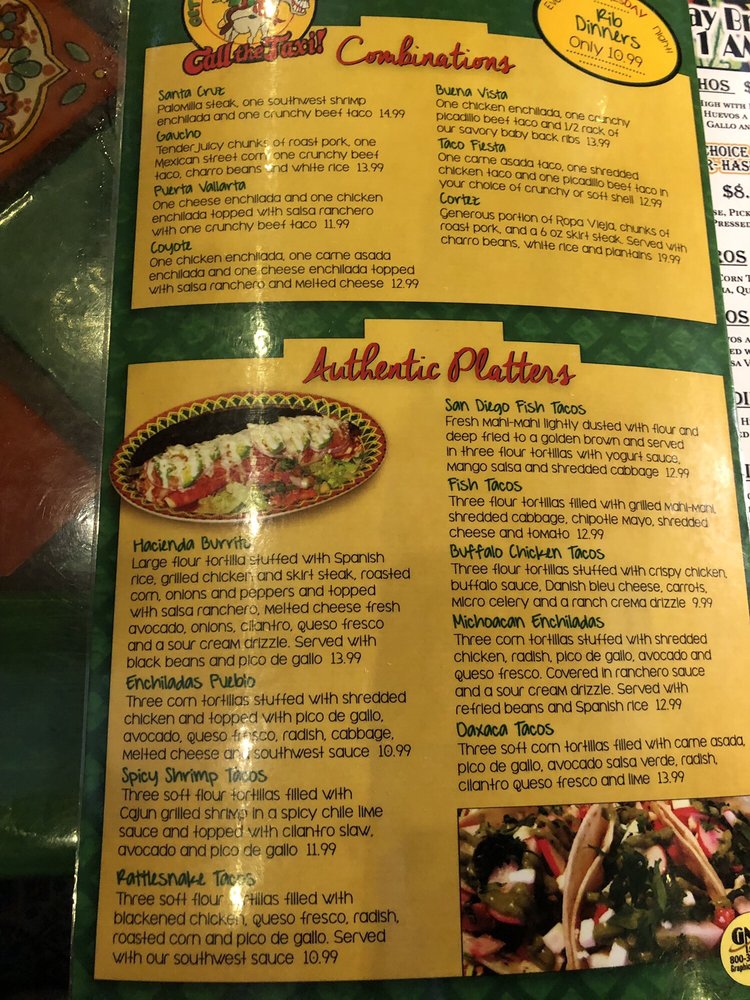 Call the Taxi!
Combinations
Rib
Dinners
Only 10.99
Santa Cruz
Palomilla steak, one southwest shrimp
enchilada and one crunchy beef taco 14.99
Gaucho
Tender juicy chunks of roast pork, one
Mexican street corn, one crunchy beef
taco, charro beans and white rice 13.99
Puerta Vallarta
One cheese enchilada and one chicken
enchilada topped with salsa ranchero
with one crunchy beef taco 11.99
Coyote
One chicken enchilada, one carne asada
enchilada and one cheese enchilada topped
with salsa ranchero and melted cheese 12.99
Buena Vista
One chicken enchilada, one crunchy
picadillo beef taco and 1/2 rack of
our savory baby back ribs 13.99
Taco Fiesta
One carne asada taco, one shredded
chicken taco and one picadillo beef taco in
your choice of crunchy or soft shell 12.99
Cortez
Generous portion of Ropa Vieja, chunks of
roast pork, and a 6 oz skirt steak. Served with
charro beans, white rice and plantains 19.99
Authentic Platters
Hacienda Burrito
Large flour tortilla stuffed with Spanish
rice, grilled chicken and skirt steak, roasted
corn, onions and peppers and topped
with salsa ranchero, melted cheese fresh
avocado, onions, cilantro, queso fresco
and a sour cream drizzle. Served with
black beans and pico de gallo 13.99
Enchiladas Pueblo
Three corn tortillas stuffed with shredded
chicken and topped with pico de gallo,
avocado, queso fresco, radish, cabbage,
melted cheese and southwest sauce 10.99
Spicy Shrimp Tacos
Three soft flour tortillas filled with
Cajun grilled shrimp in a spicy chile lime
sauce and topped with cilantro slaw,
avocado and pico de gallo 11.99
Rattlesnake Tacos
Three soft flour tortillas filled with
blackened chicken, queso fresco, radish,
roasted corn and pico de gallo. Served
with our southwest sauce 10.99
San Diego Fish Tacos
Fresh Mahi-Mahi lightly dusted with flour and
deep fried to a golden brown and served
in three flour tortillas with yogurt sauce,
mango salsa and shredded cabbage 12.99
Fish Tacos
Three flour tortillas filled with grilled Mahi-Mahi,
shredded cabbage, chipotle mayo, shredded
cheese and tomato 12.99
Buffalo Chicken Tacos
Three flour tortillas stuffed with crispy chicken,
buffalo sauce, Danish bleu cheese, carrots,
micro celery and a ranch crema drizzle 9.99
Michoacan Enchiladas
Three corn tortillas stuffed with shredded
chicken, radish, pico de gallo, avocado and
queso fresco. Covered in ranchero sauce
and a sour cream drizzle. Served with
refried beans and Spanish rice 12.99
Oaxaca Tacos
Three soft corn tortillas filled with carne asada,
pico de gallo, avocado salsa verde, radish,
cilantro queso fresco and lime 13.99